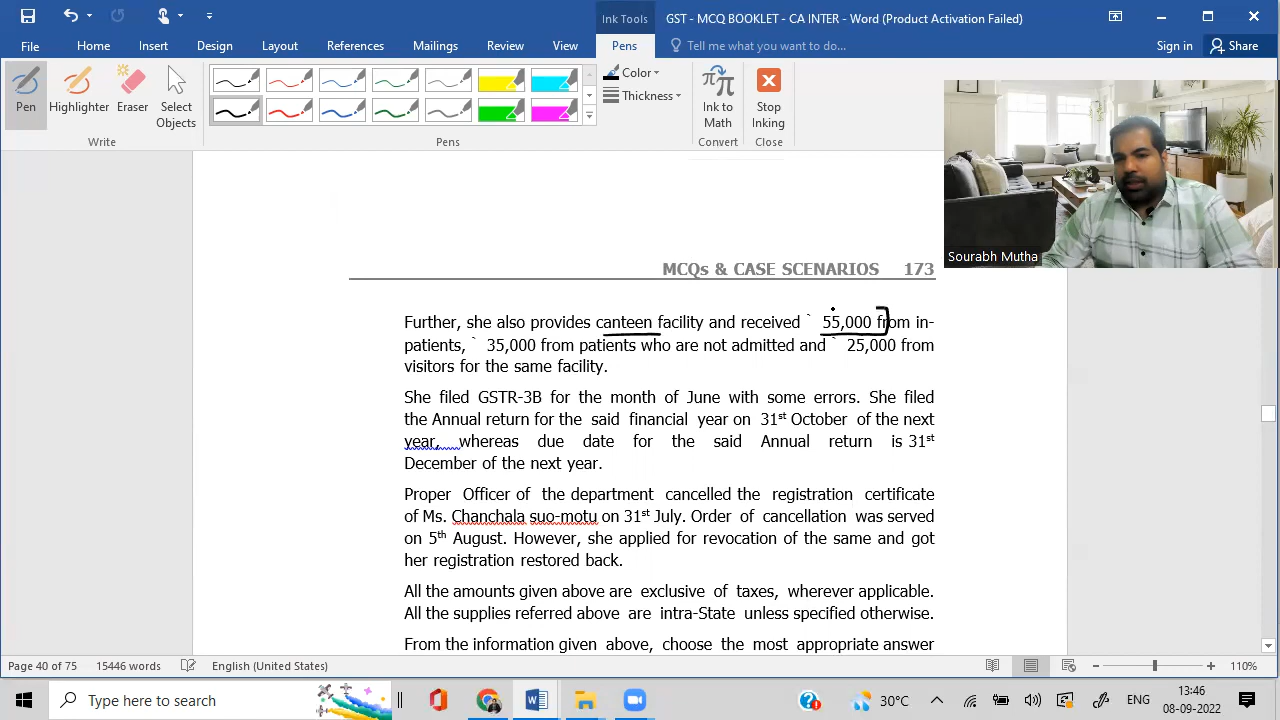 Ink Tools
GST - MCQ BOOKLET - CA INTER - Word (Product Activation Failed)
File Home Insert Design Layout References Mailings Review View Pens Tell me what you want to do... Sign in Share
Pen Highlighter Eraser Select Objects
Color
Thickness
Ink to Math
Stop Inking
Write Pens Convert Close
Sourabh Mutha
MCQs & CASE SCENARIOS 173
Further, she also provides canteen facility and received ` 55,000 from in-
patients, ` 35,000 from patients who are not admitted and ` 25,000 from
visitors for the same facility.
She filed GSTR-3B for the month of June with some errors. She filed
the Annual return for the said financial year on 31st October of the next
year, whereas due date for the said Annual return is 31st
December of the next year.
Proper Officer of the department cancelled the registration certificate
of Ms. Chanchala suo-motu on 31st July. Order of cancellation was served
on 5th August. However, she applied for revocation of the same and got
her registration restored back.
All the amounts given above are exclusive of taxes, wherever applicable.
All the supplies referred above are intra-State unless specified otherwise.
From the information given above, choose the most appropriate answer
Page 40 of 75 15446 words English (United States) 110%
Type here to search 30°C ENG 13:46
08-09-2022